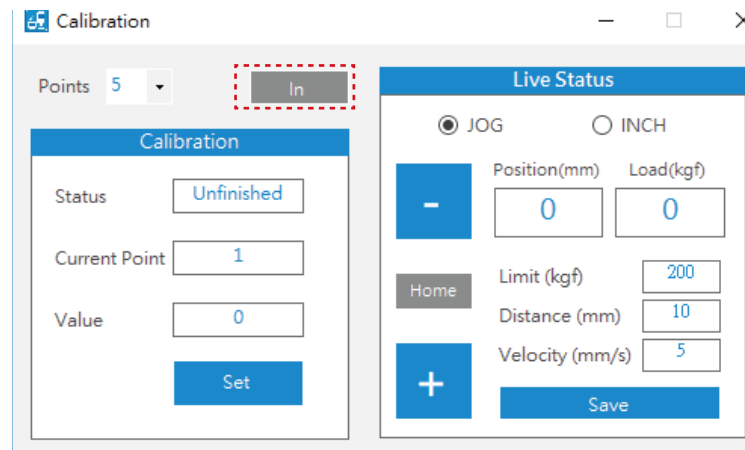 Calibration
Points 5 In
Calibration
Status Unfinished
Current Point 1
Value 0
Set
Live Status
JOG INCH
-
Position(mm) Load(kgf)
0 0
Home
Limit (kgf) 200
Distance (mm) 10
Velocity (mm/s) 5
+
Save